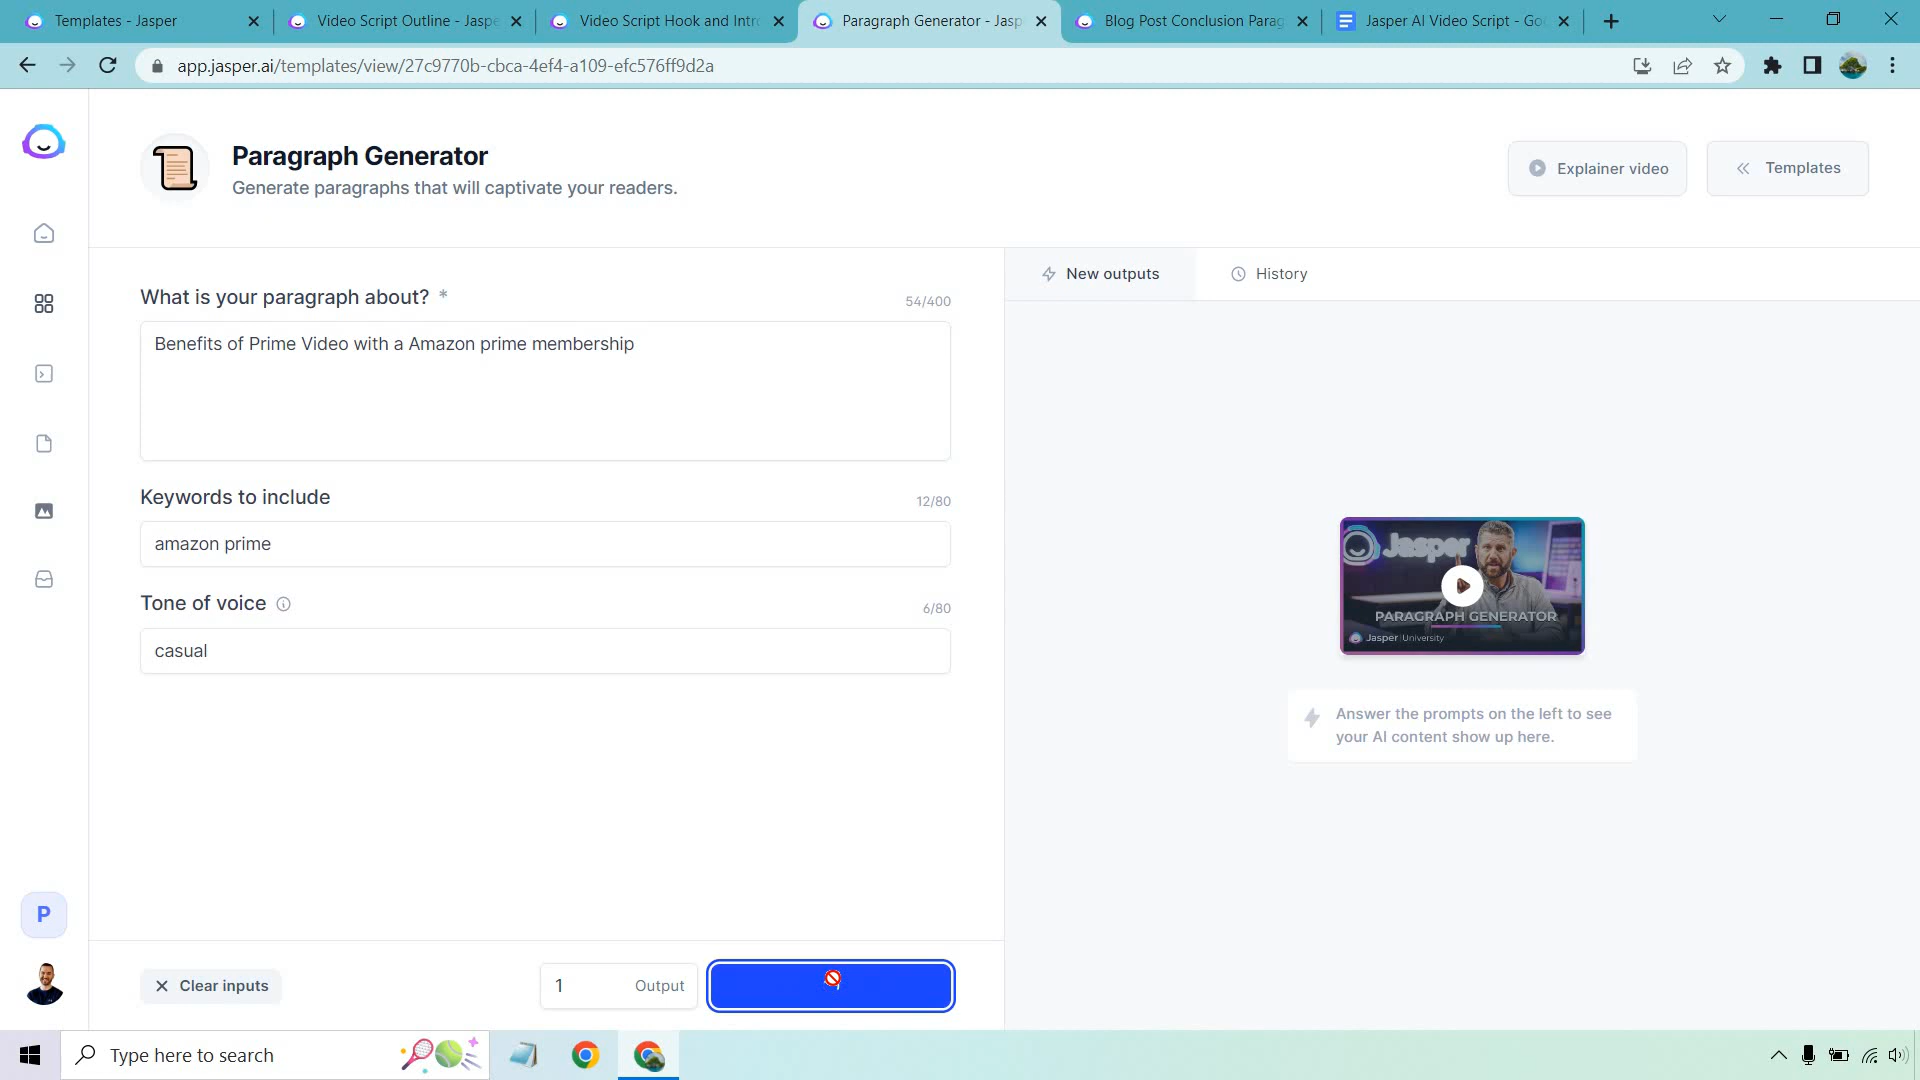 Templates - Jasper
Video Script Outline - Jaspe
Video Script Hook and Intro
Paragraph Generator - Jasp
Blog Post Conclusion Parag
Jasper AI Video Script - Goo
app.jasper.ai/templates/view/27c9770b-cbca-4ef4-a109-efc576ff9d2a
Paragraph Generator
Generate paragraphs that will captivate your readers.
Explainer video
Templates
What is your paragraph about? *
54/400
Benefits of Prime Video with a Amazon prime membership
Keywords to include
12/80
amazon prime
Tone of voice
6/80
casual
New outputs
History
Jasper
PARAGRAPH GENERATOR
Jasper | University
Answer the prompts on the left to see
your AI content show up here.
P
Clear inputs
1 Output
Type here to search